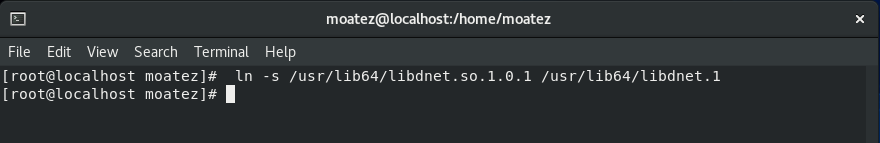 moatez@localhost:/home/moatez
File Edit View Search Terminal Help
[root@localhost moatez]#  ln -s /usr/lib64/libdnet.so.1.0.1 /usr/lib64/libdnet.1
[root@localhost moatez]#